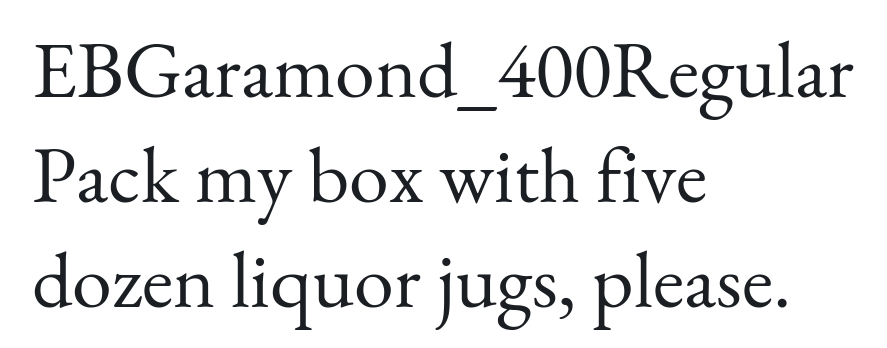 EBGaramond_400Regular
Pack my box with five
dozen liquor jugs, please.